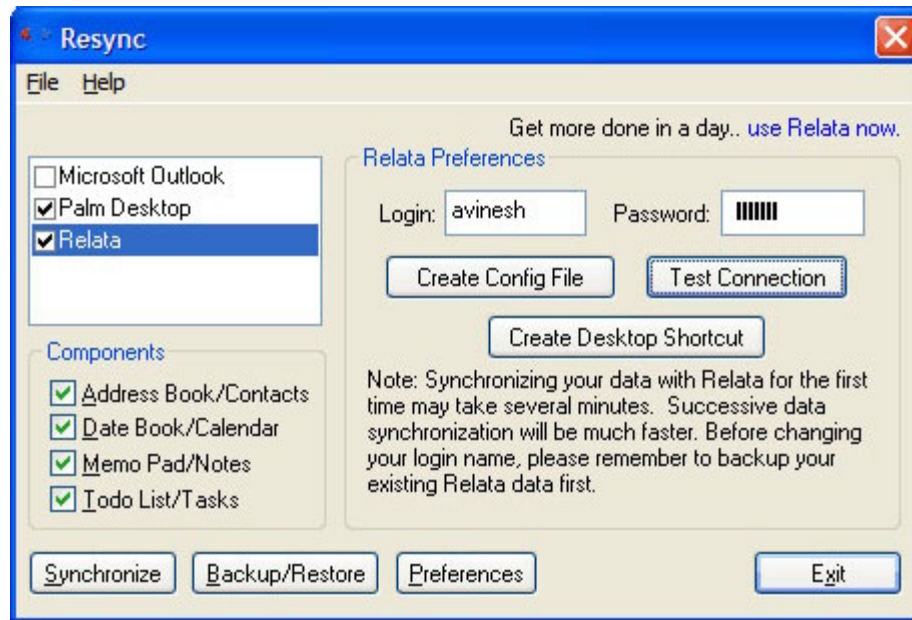 Resync
File Help
Get more done in a day.. use Relata now.
Microsoft Outlook
Palm Desktop
Relata
Relata Preferences
Login: avinesh Password:
Create Config File Test Connection
Create Desktop Shortcut
Note: Synchronizing your data with Relata for the first
time may take several minutes. Successive data
synchronization will be much faster. Before changing
your login name, please remember to backup your
existing Relata data first.
Components
Address Book/Contacts
Date Book/Calendar
Memo Pad/Notes
Todo List/Tasks
Synchronize Backup/Restore Preferences Exit